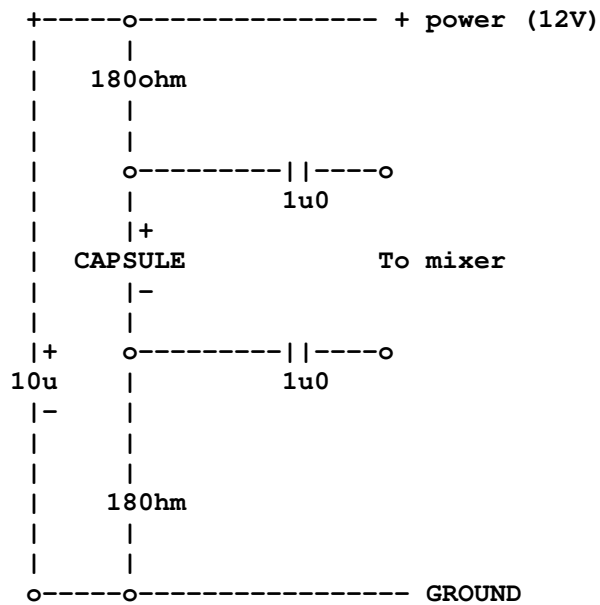 + power (12V)
180ohm
1u0
+
CAPSULE To mixer
-
+
10u 1u0
-
180hm
GROUND